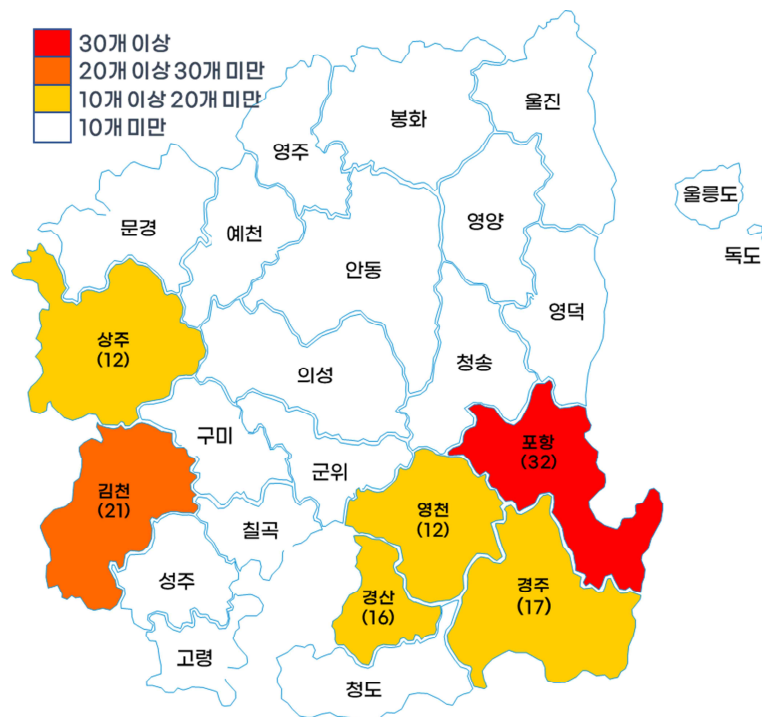 30개 이상
20개 이상 30개 미만
10개 이상 20개 미만
10개 미만
울진
봉화
영주
울릉도
영양
문경
예천
독도
안동
영덕
상주
(12)
청송
의성
구미
포항
(32)
군위
김천
(21)
영천
(12)
칠곡
성주
경주
(17)
경산
(16)
고령
청도